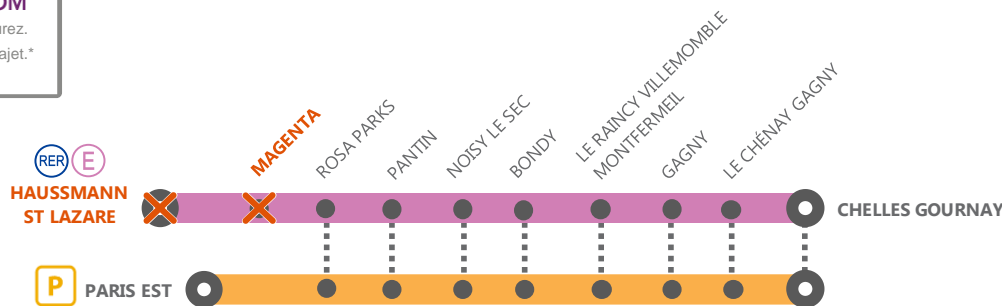 OM
urez.
ajet.*
RER E
HAUSSMANN
ST LAZARE
MAGENTA
ROSA PARKS
PANTIN
NOISY LE SEC
BONDY
LE RAINCY VILLEMOMBLE
MONTFERMEIL
GAGNY
LE CHÉNAY GAGNY
CHELLES GOURNAY
P PARIS EST